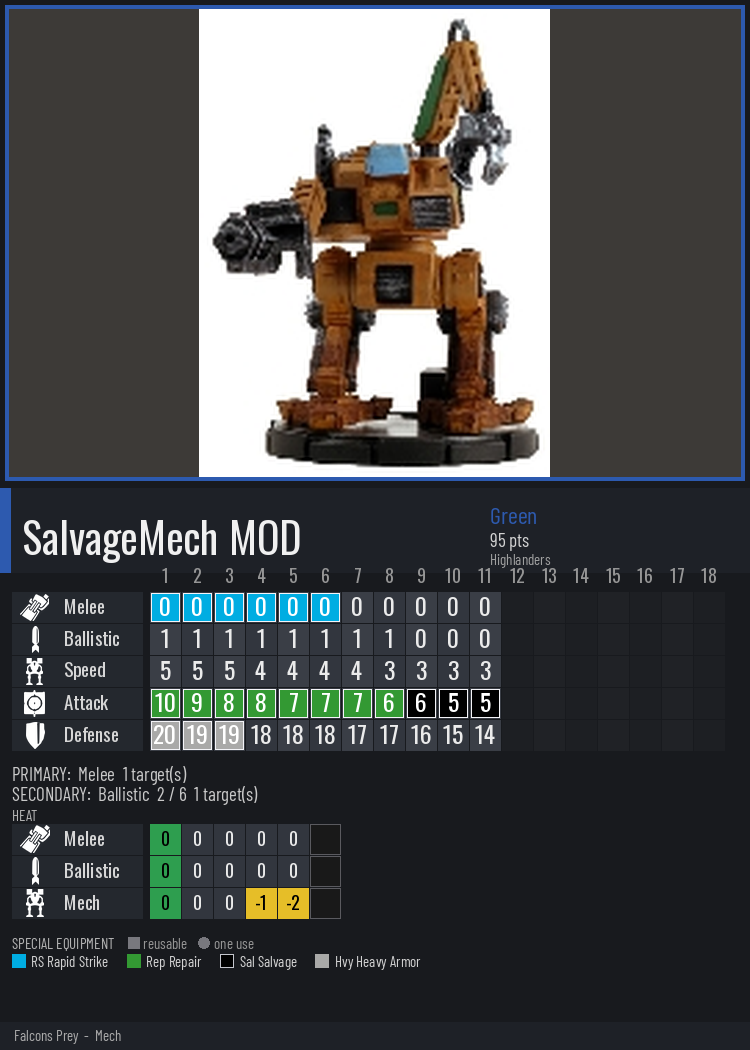 SalvageMech MOD
Green
95 pts
Highlanders
1 2 3 4 5 6 7 8 9 10 11 12 13 14 15 16 17 18
Melee 0 0 0 0 0 0 0 0 0 0 0
Ballistic 1 1 1 1 1 1 1 1 0 0 0
Speed 5 5 5 4 4 4 4 3 3 3 3
Attack 10 9 8 8 7 7 7 6 6 5 5
Defense 20 19 19 18 18 18 17 17 16 15 14
PRIMARY: Melee 1 target(s)
SECONDARY: Ballistic 2 / 6 1 target(s)
HEAT
Melee 0 0 0 0 0
Ballistic 0 0 0 0 0
Mech 0 0 0 -1 -2
SPECIAL EQUIPMENT reusable one use
RS Rapid Strike Rep Repair Sal Salvage Hvy Heavy Armor
Falcons Prey - Mech